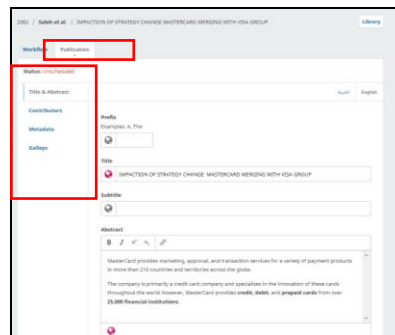 2062 / Saleh et al. / IMPACTION OF STRATEGY CHANGE MASTERCARD MERGING WITH VISA GROUP
Library
Workflow Publication
Status: Unscheduled
Title & Abstract
العربية English
Contributors
Metadata
Galleys
Prefix
Examples: A, The
Title
IMPACTION OF STRATEGY CHANGE MASTERCARD MERGING WITH VISA GROUP
Subtitle
Abstract
B I x² x₂
MasterCard provides marketing, approval, and transaction services for a variety of payment products
in more than 210 countries and territories across the globe.
The company is primarily a credit card company and specializes in the innovation of these cards
throughout the world However, MasterCard provides credit, debit, and prepaid cards from over
25,000 financial institutions.